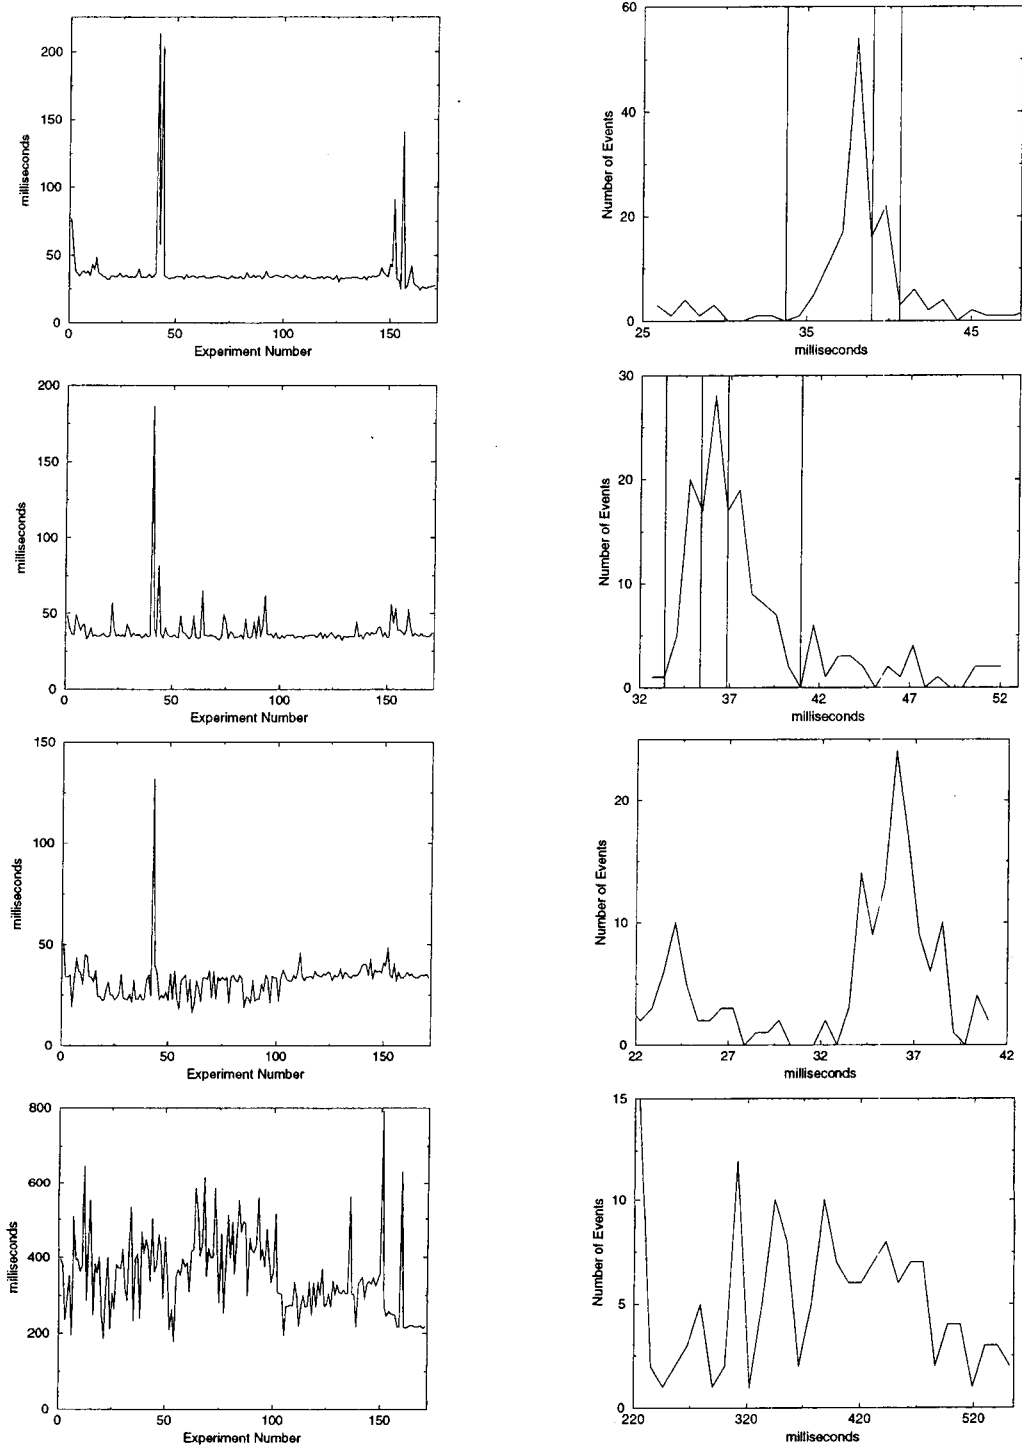 200
150
100
50
0
milliseconds
0 50 100 150
Experiment Number
60
40
20
0
Number of Events
25 35 45
milliseconds
200
150
100
50
0
milliseconds
0 50 100 150
Experiment Number
30
20
10
0
Number of Events
32 37 42 47 52
milliseconds
150
100
50
0
milliseconds
0 50 100 150
Experiment Number
20
10
0
Number of Events
22 27 32 37 42
milliseconds
800
600
400
200
0
milliseconds
0 50 100 150
Experiment Number
15
10
5
0
Number of Events
220 320 420 520
milliseconds